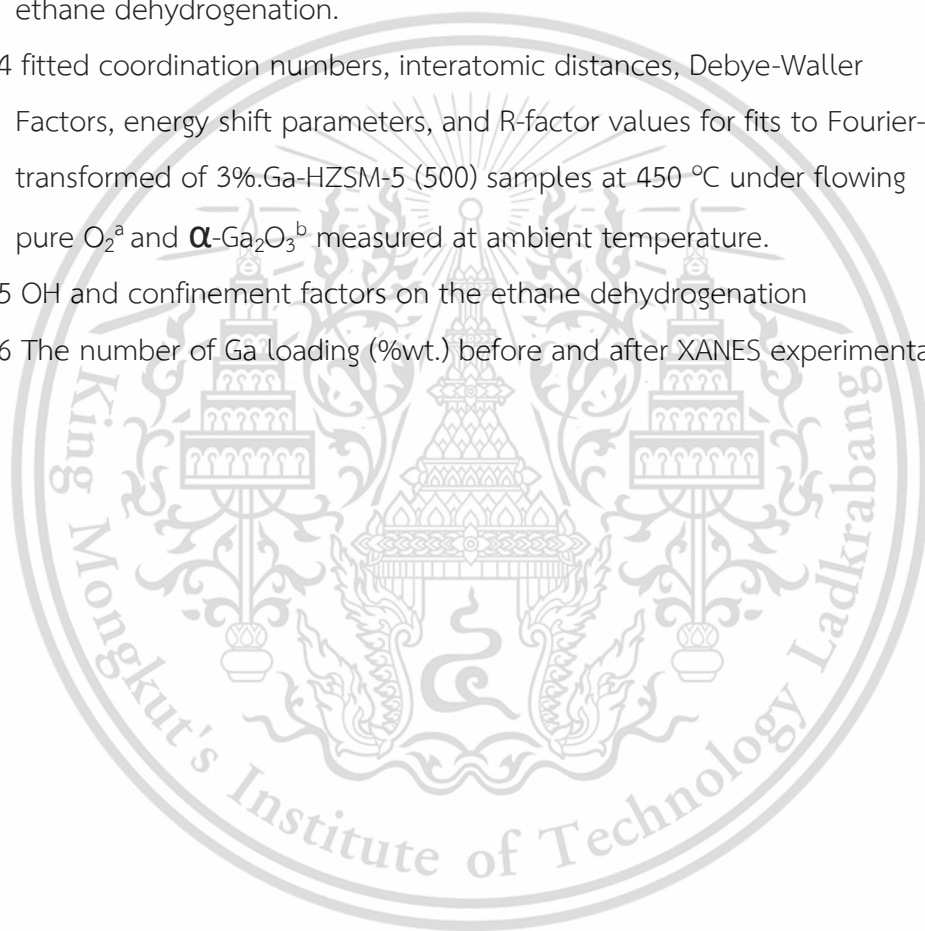 ethane dehydrogenation.
4 fitted coordination numbers, interatomic distances, Debye-Waller
Factors, energy shift parameters, and R-factor values for fits to Fourier-
transformed of 3%.Ga-HZSM-5 (500) samples at 450 °C under flowing
pure O₂ᵃ and α-Ga₂O₃ᵇ measured at ambient temperature.
5 OH and confinement factors on the ethane dehydrogenation
6 The number of Ga loading (%wt.) before and after XANES experimenta
King Mongkut's Institute of Technology Ladkrabang